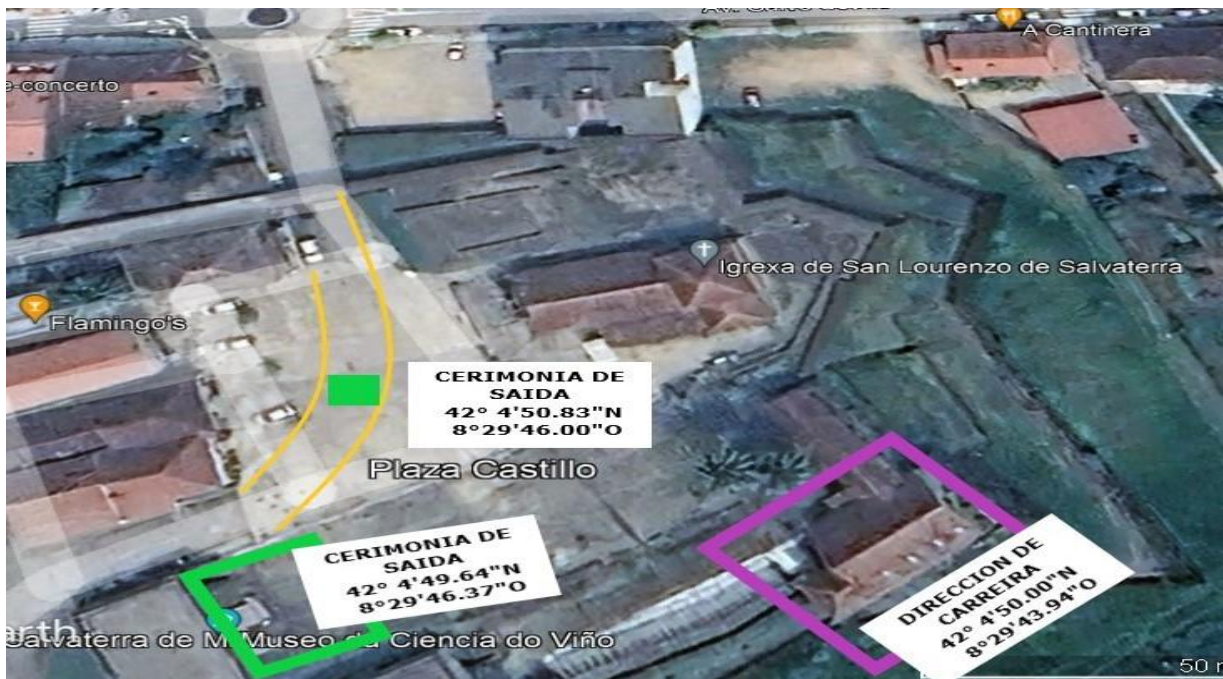 A Cantinera
e-concerto
Igrexa de San Lourenzo de Salvaterra
Flamingo's
CERIMONIA DE
SAIDA
42° 4'50.83"N
8°29'46.00"O
Plaza Castillo
CERIMONIA DE
SAIDA
42° 4'49.64"N
8°29'46.37"O
DIRECCION DE
CARREIRA
42° 4'50.00"N
8°29'43.94"O
earth
Salvaterra de M Museo da Ciencia do Viño
50 m